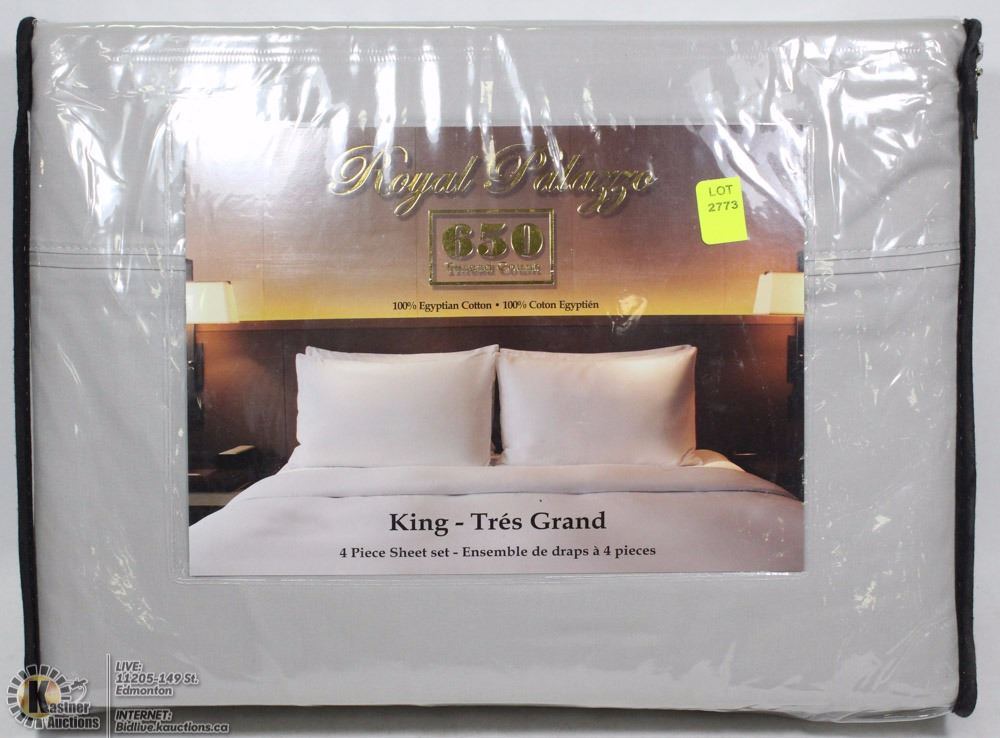 Royal Palazzo
LOT
2773
650
Thread Count
100% Egyptian Cotton • 100% Coton Egyptién
King - Trés Grand
4 Piece Sheet set - Ensemble de draps à 4 pieces
Kastner
Auctions
LIVE:
11205-149 St.
Edmonton
INTERNET:
Bidlive.kauctions.ca